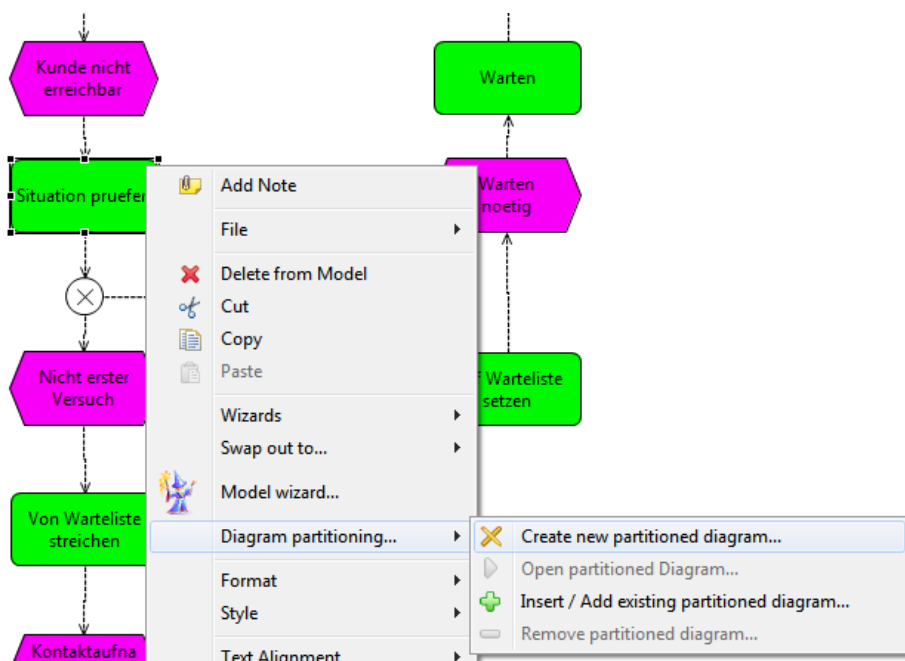 Kunde nicht
erreichbar
Warten
Situation pruefen
Warten
noetig
Nicht erster
Versuch
Warteliste
setzen
Von Warteliste
streichen
Kontaktaufna
Add Note
File
Delete from Model
Cut
Copy
Paste
Wizards
Swap out to...
Model wizard...
Diagram partitioning...
Format
Style
Text Alignment
Create new partitioned diagram...
Open partitioned Diagram...
Insert / Add existing partitioned diagram...
Remove partitioned diagram...